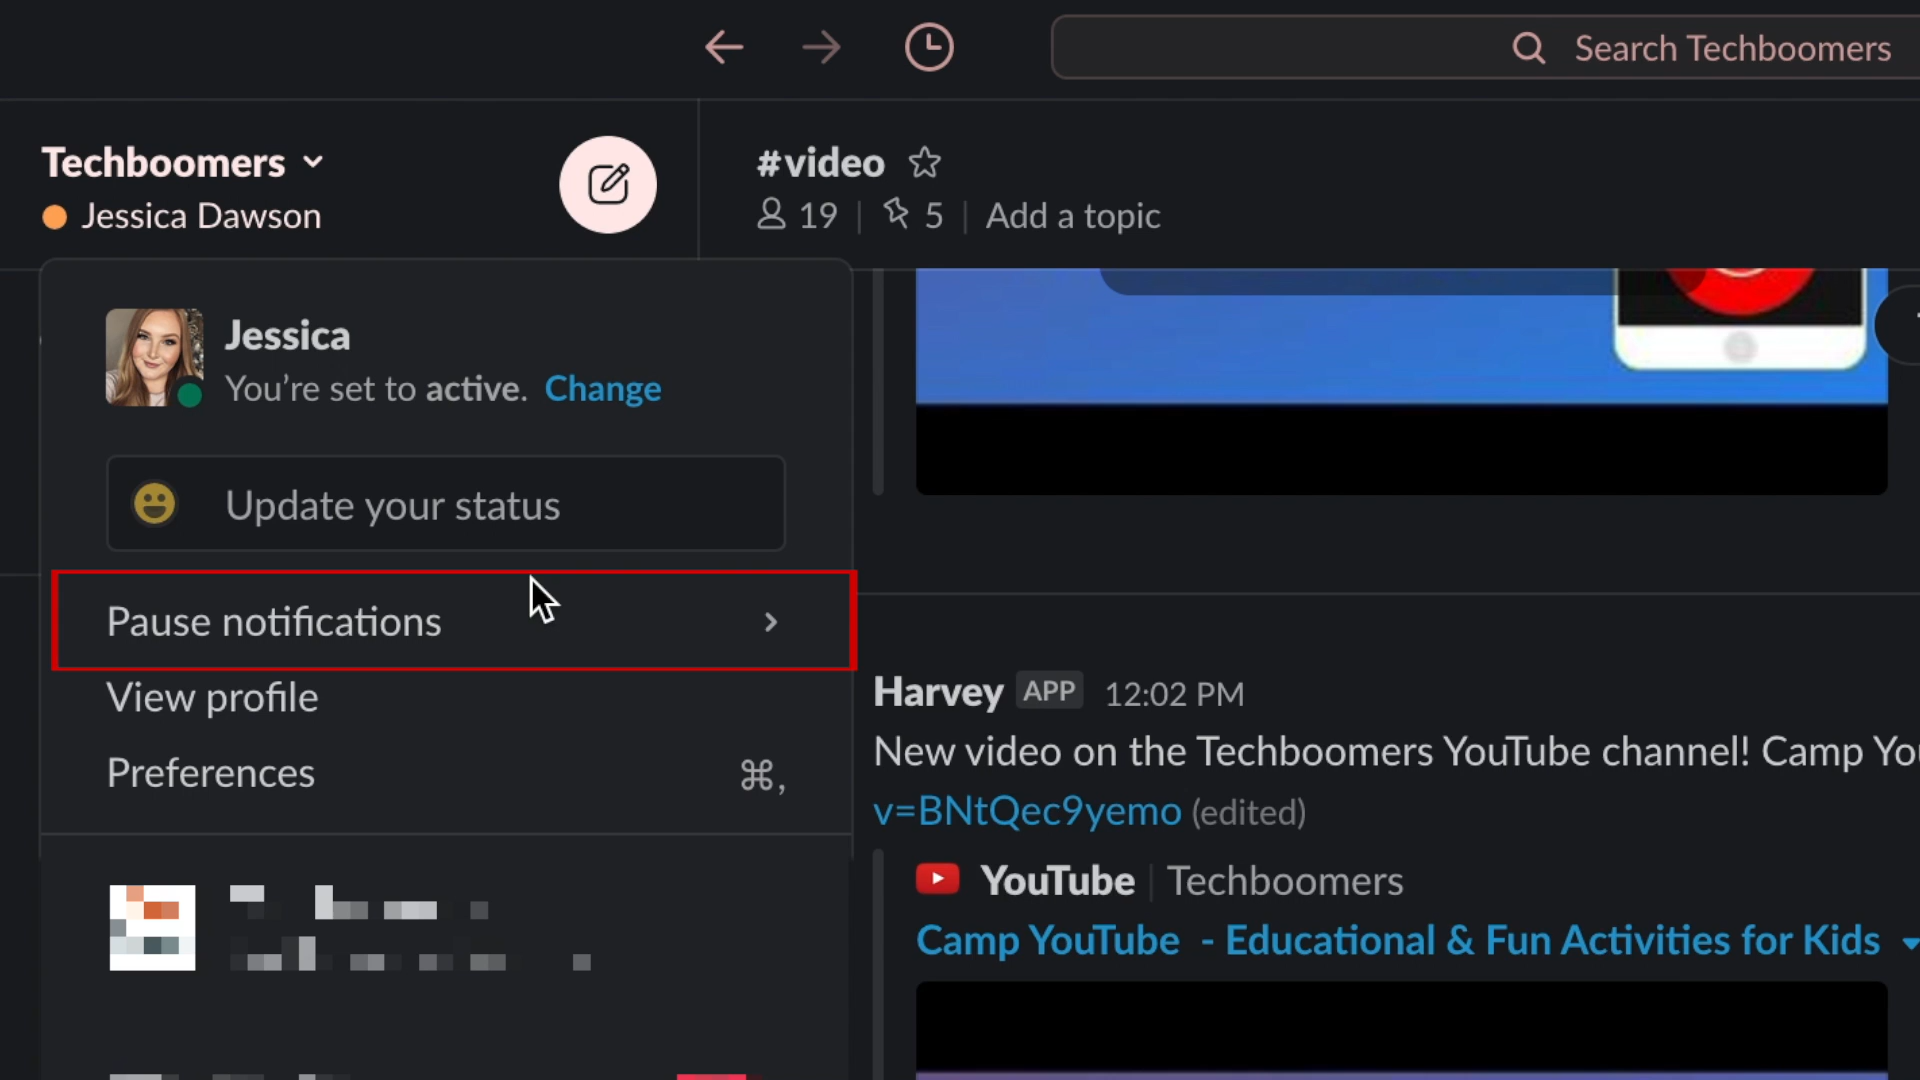 Search Techboomers
Techboomers
Jessica Dawson
#video
19 | 5 | Add a topic
Jessica
You're set to active. Change
Update your status
Pause notifications
View profile
Preferences
⌘,
Harvey APP 12:02 PM
New video on the Techboomers YouTube channel! Camp Yo
v=BNtQec9yemo (edited)
YouTube | Techboomers
Camp YouTube - Educational & Fun Activities for Kids